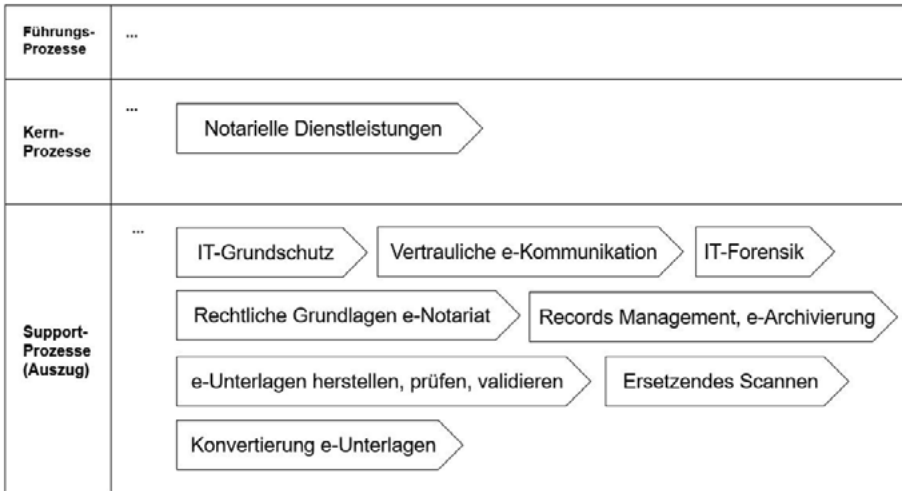 Führungs-
Prozesse
...
Kern-
Prozesse
...
Notarielle Dienstleistungen
Support-
Prozesse
(Auszug)
...
IT-Grundschutz
Vertrauliche e-Kommunikation
IT-Forensik
Rechtliche Grundlagen e-Notariat
Records Management, e-Archivierung
e-Unterlagen herstellen, prüfen, validieren
Ersetzendes Scannen
Konvertierung e-Unterlagen